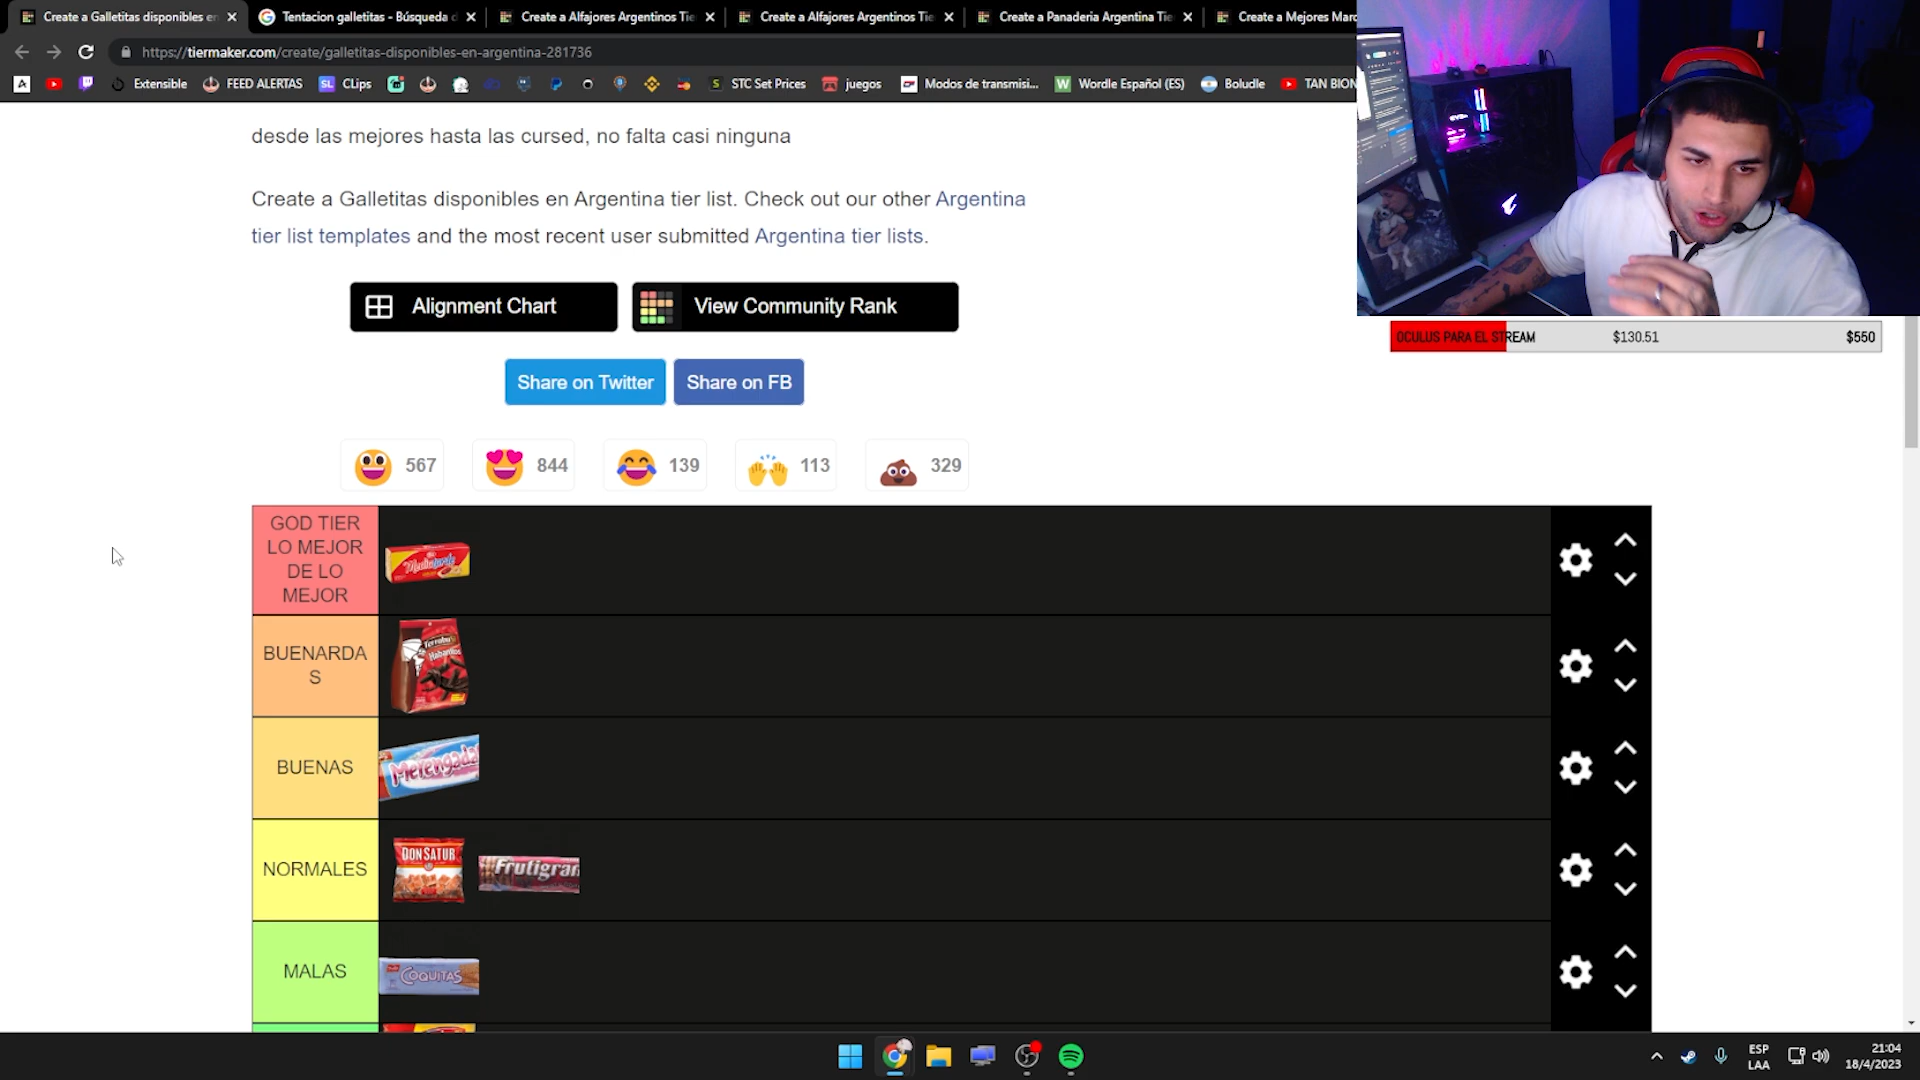 Create a Galletitas disponibles en
Tentacion galletitas - Búsqueda d
Create a Alfajores Argentinos Tie
Create a Alfajores Argentinos Tie
Create a Panaderia Argentina Tie
Create a Mejores Marc
https://tiermaker.com/create/galletitas-disponibles-en-argentina-281736
A
Extensible
FEED ALERTAS
SL
CLips
S
STC Set Prices
juegos
Modos de transmisi...
W
Wordle Español (ES)
Boludle
TAN BION
desde las mejores hasta las cursed, no falta casi ninguna
Create a Galletitas disponibles en Argentina tier list. Check out our other Argentina
tier list templates and the most recent user submitted Argentina tier lists.
Alignment Chart
View Community Rank
OCULUS PARA EL STREAM
$130.51
$550
Share on Twitter
Share on FB
567
844
139
113
329
GOD TIER
LO MEJOR
DE LO
MEJOR
BUENARDA
S
Terrabusi
Habanitos
BUENAS
Merengadas
NORMALES
DON SATUR
Frutigran
MALAS
COQUITAS
ESP
LAA
21:04
18/4/2023